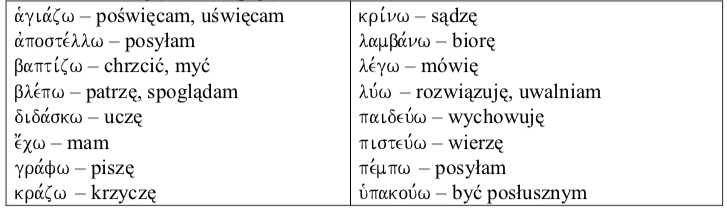 ἁγιάζω – poświęcam, uświęcam
ἀποστέλλω – posyłam
βαπτίζω – chrzcić, myć
βλέπω – patrzę, spoglądam
διδάσκω – uczę
ἔχω – mam
γράφω – piszę
κράζω – krzyczę
κρίνω – sądzę
λαμβάνω – biorę
λέγω – mówię
λύω – rozwiązuję, uwalniam
παιδεύω – wychowuję
πιστεύω – wierzę
πέμπω – posyłam
ὑπακούω – być posłusznym